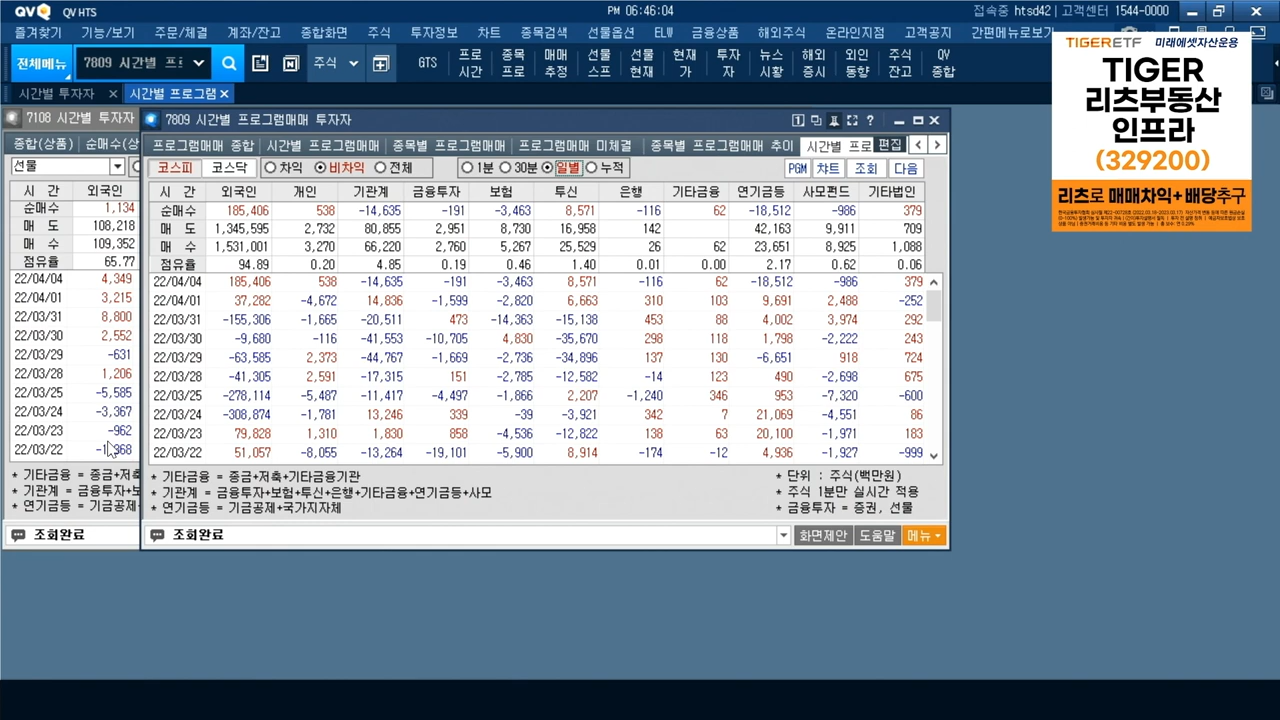 QV QV HTS PM 06:46:04 접속중 htsd42 | 고객센터 1544-0000
즐겨찾기 기능/보기 주문/체결 계좌/잔고 종합화면 주식 투자정보 차트 종목검색 선물옵션 ELW 금융상품 해외주식 온라인지점 고객공지 간편메뉴로보기
전체메뉴 7809 시간별 프 주식 GTS 프로시간 종목프로 매매추정 선물스프 선물현재 현재가 투자자 뉴스시황 해외증시 외인동향 주식잔고 QV종합
시간별 투자자 × 시간별 프로그램 ×
7108 시간별 투자자
종합(상품) 순매수(상
선물
시 간 외국인
순매수 1,134
매 도 108,218
매 수 109,352
점유율 65.77
22/04/04 4,349
22/04/01 3,215
22/03/31 8,800
22/03/30 2,552
22/03/29 -631
22/03/28 1,206
22/03/25 -5,585
22/03/24 -3,367
22/03/23 -962
22/03/22
* 기타금융 = 종금+저축
* 기관계 = 금융투자+보
* 연기금등 = 기금공제+
조회완료
7809 시간별 프로그램매매 투자자
프로그램매매 종합 시간별 프로그램매매 종목별 프로그램매매 프로그램매매 미체결 종목별 프로그램매매 추이 시간별 프로 편집
코스피 코스닥 차익 비차익 전체 1분 30분 일별 누적 PGM 차트 조회 다음
시 간 외국인 개인 기관계 금융투자 보험 투신 은행 기타금융 연기금등 사모펀드 기타법인
순매수 185,406 538 -14,635 -191 -3,463 8,571 -116 62 -18,512 -986 379
매 도 1,345,595 2,732 80,855 2,951 8,730 16,958 142 42,163 9,911 709
매 수 1,531,001 3,270 66,220 2,760 5,267 25,529 26 62 23,651 8,925 1,088
점유율 94.89 0.20 4.85 0.19 0.46 1.40 0.01 0.00 2.17 0.62 0.06
22/04/04 185,406 538 -14,635 -191 -3,463 8,571 -116 62 -18,512 -986 379
22/04/01 37,282 -4,672 14,836 -1,599 -2,820 6,663 310 103 9,691 2,488 -252
22/03/31 -155,306 -1,665 -20,511 473 -14,363 -15,138 453 88 4,002 3,974 292
22/03/30 -9,680 -116 -41,553 -10,705 4,830 -35,670 298 118 1,798 -2,222 243
22/03/29 -63,585 2,373 -44,767 -1,669 -2,736 -34,896 137 130 -6,651 918 724
22/03/28 -41,305 2,591 -17,315 151 -2,785 -12,582 -14 123 490 -2,698 675
22/03/25 -278,114 -5,487 -11,417 -4,497 -1,866 2,207 -1,240 346 953 -7,320 -600
22/03/24 -308,874 -1,781 13,246 339 -39 -3,921 342 7 21,069 -4,551 86
22/03/23 79,828 1,310 1,830 858 -4,536 -12,822 138 63 20,100 -1,971 183
22/03/22 51,057 -8,055 -13,264 -19,101 -5,900 8,914 -174 -12 4,936 -1,927 -999
* 기타금융 = 종금+저축+기타금융기관
* 기관계 = 금융투자+보험+투신+은행+기타금융+연기금등+사모
* 연기금등 = 기금공제+국가지자체
* 단위 : 주식(백만원)
* 주식 1분만 실시간 적용
* 금융투자 = 증권, 선물
조회완료 화면제안 도움말 메뉴
TIGER ETF 미래에셋자산운용
TIGER
리츠부동산
인프라
(329200)
리츠로 매매차익+배당추구